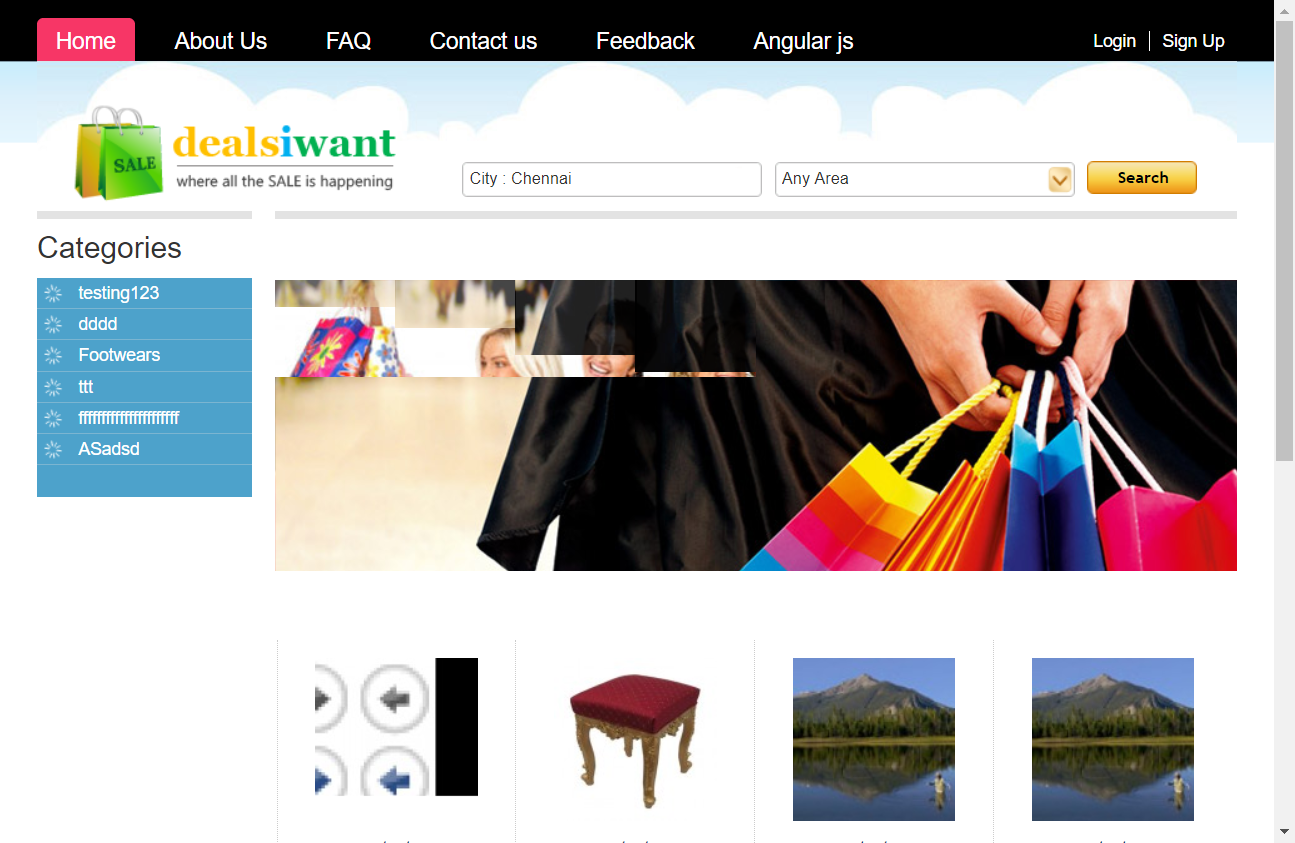 Home About Us FAQ Contact us Feedback Angular js Login Sign Up
SALE
dealsiwant
where all the SALE is happening
City : Chennai Any Area Search
Categories
testing123
dddd
Footwears
ttt
ASadsd